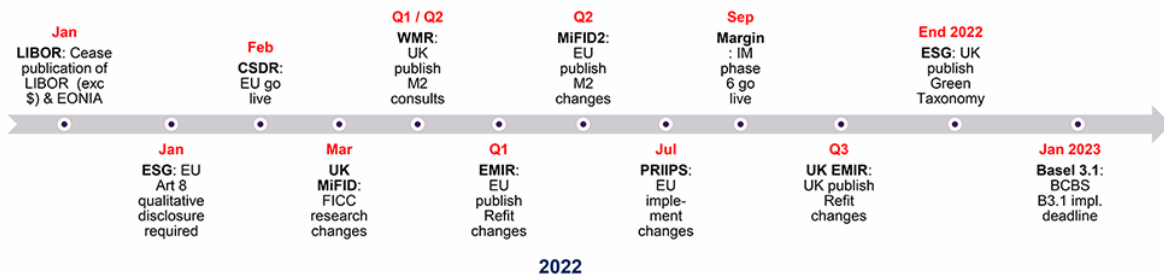 Jan
LIBOR: Cease
publication of
LIBOR (exc
$) & EONIA
Feb
CSDR:
EU go
live
Q1 / Q2
WMR:
UK
publish
M2
consults
Q2
MiFID2:
EU
publish
M2
changes
Sep
Margin
: IM
phase
6 go
live
End 2022
ESG: UK
publish
Green
Taxonomy
Jan
ESG: EU
Art 8
qualitative
disclosure
required
Mar
UK
MiFID:
FICC
research
changes
Q1
EMIR:
EU
publish
Refit
changes
Jul
PRIIPS:
EU
imple-
ment
changes
Q3
UK EMIR:
UK publish
Refit
changes
Jan 2023
Basel 3.1:
BCBS
B3.1 impl.
deadline
2022